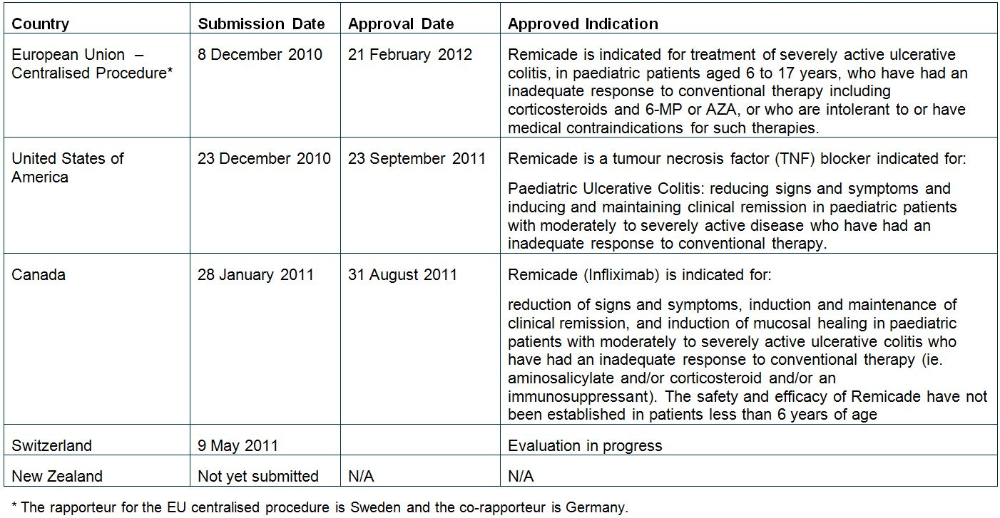 Country Submission Date Approval Date Approved Indication
European Union – Centralised Procedure*
8 December 2010
21 February 2012
Remicade is indicated for treatment of severely active ulcerative
colitis, in paediatric patients aged 6 to 17 years, who have had an
inadequate response to conventional therapy including
corticosteroids and 6-MP or AZA, or who are intolerant to or have
medical contraindications for such therapies.
United States of
America
23 December 2010
23 September 2011
Remicade is a tumour necrosis factor (TNF) blocker indicated for:
Paediatric Ulcerative Colitis: reducing signs and symptoms and
inducing and maintaining clinical remission in paediatric patients
with moderately to severely active disease who have had an
inadequate response to conventional therapy.
Canada
28 January 2011
31 August 2011
Remicade (Infliximab) is indicated for:
reduction of signs and symptoms, induction and maintenance of
clinical remission, and induction of mucosal healing in paediatric
patients with moderately to severely active ulcerative colitis who
have had an inadequate response to conventional therapy (ie.
aminosalicylate and/or corticosteroid and/or an
immunosuppressant). The safety and efficacy of Remicade have not
been established in patients less than 6 years of age
Switzerland
9 May 2011
Evaluation in progress
New Zealand
Not yet submitted
N/A
N/A
* The rapporteur for the EU centralised procedure is Sweden and the co-rapporteur is Germany.